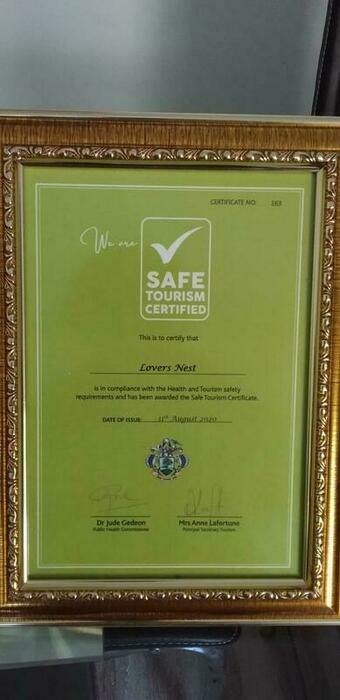 CERTIFICATE NO: 163
We are
SAFE
TOURISM
CERTIFIED
This is to certify that
Lovers Nest
is in compliance with the Health and Tourism safety
requirements and has been awarded the Safe Tourism Certificate.
DATE OF ISSUE: 11th August 2020
Dr Jude Gedeon
Public Health Commissioner
Mrs Anne Lafortune
Principal Secretary Tourism